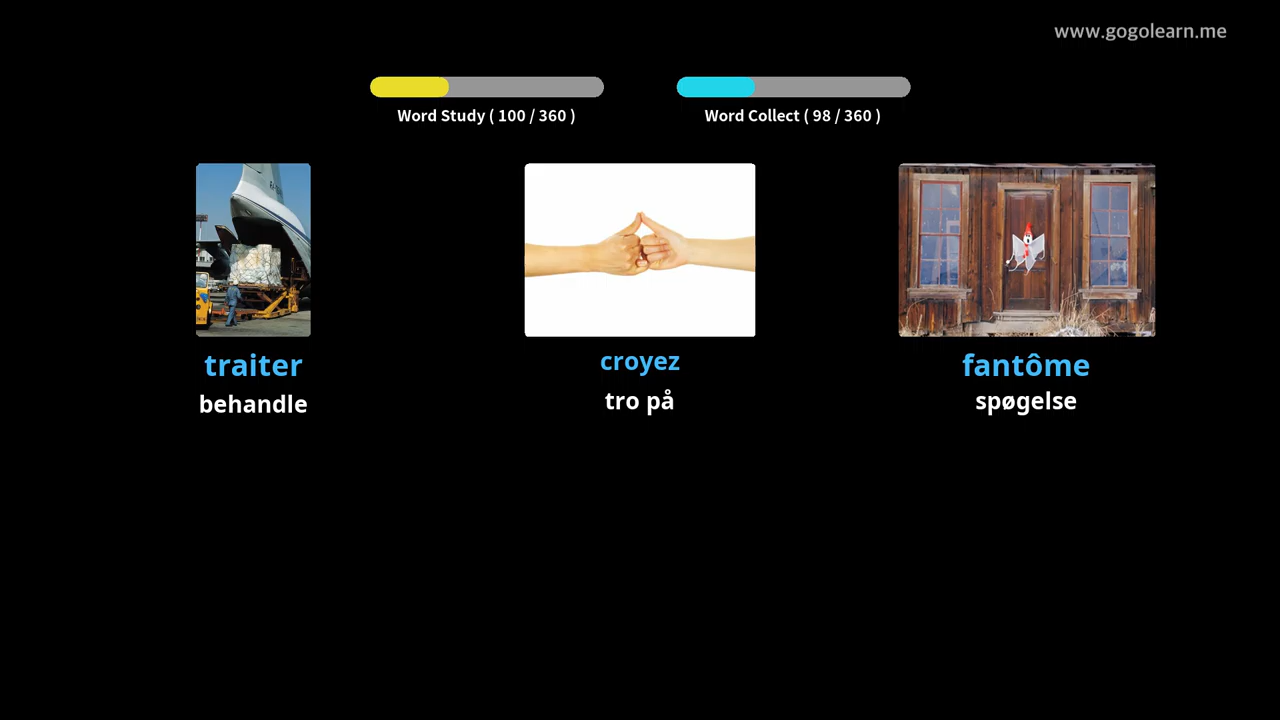 www.gogolearn.me
Word Study ( 100 / 360 )
Word Collect ( 98 / 360 )
traiter
behandle
croyez
tro på
fantôme
spøgelse